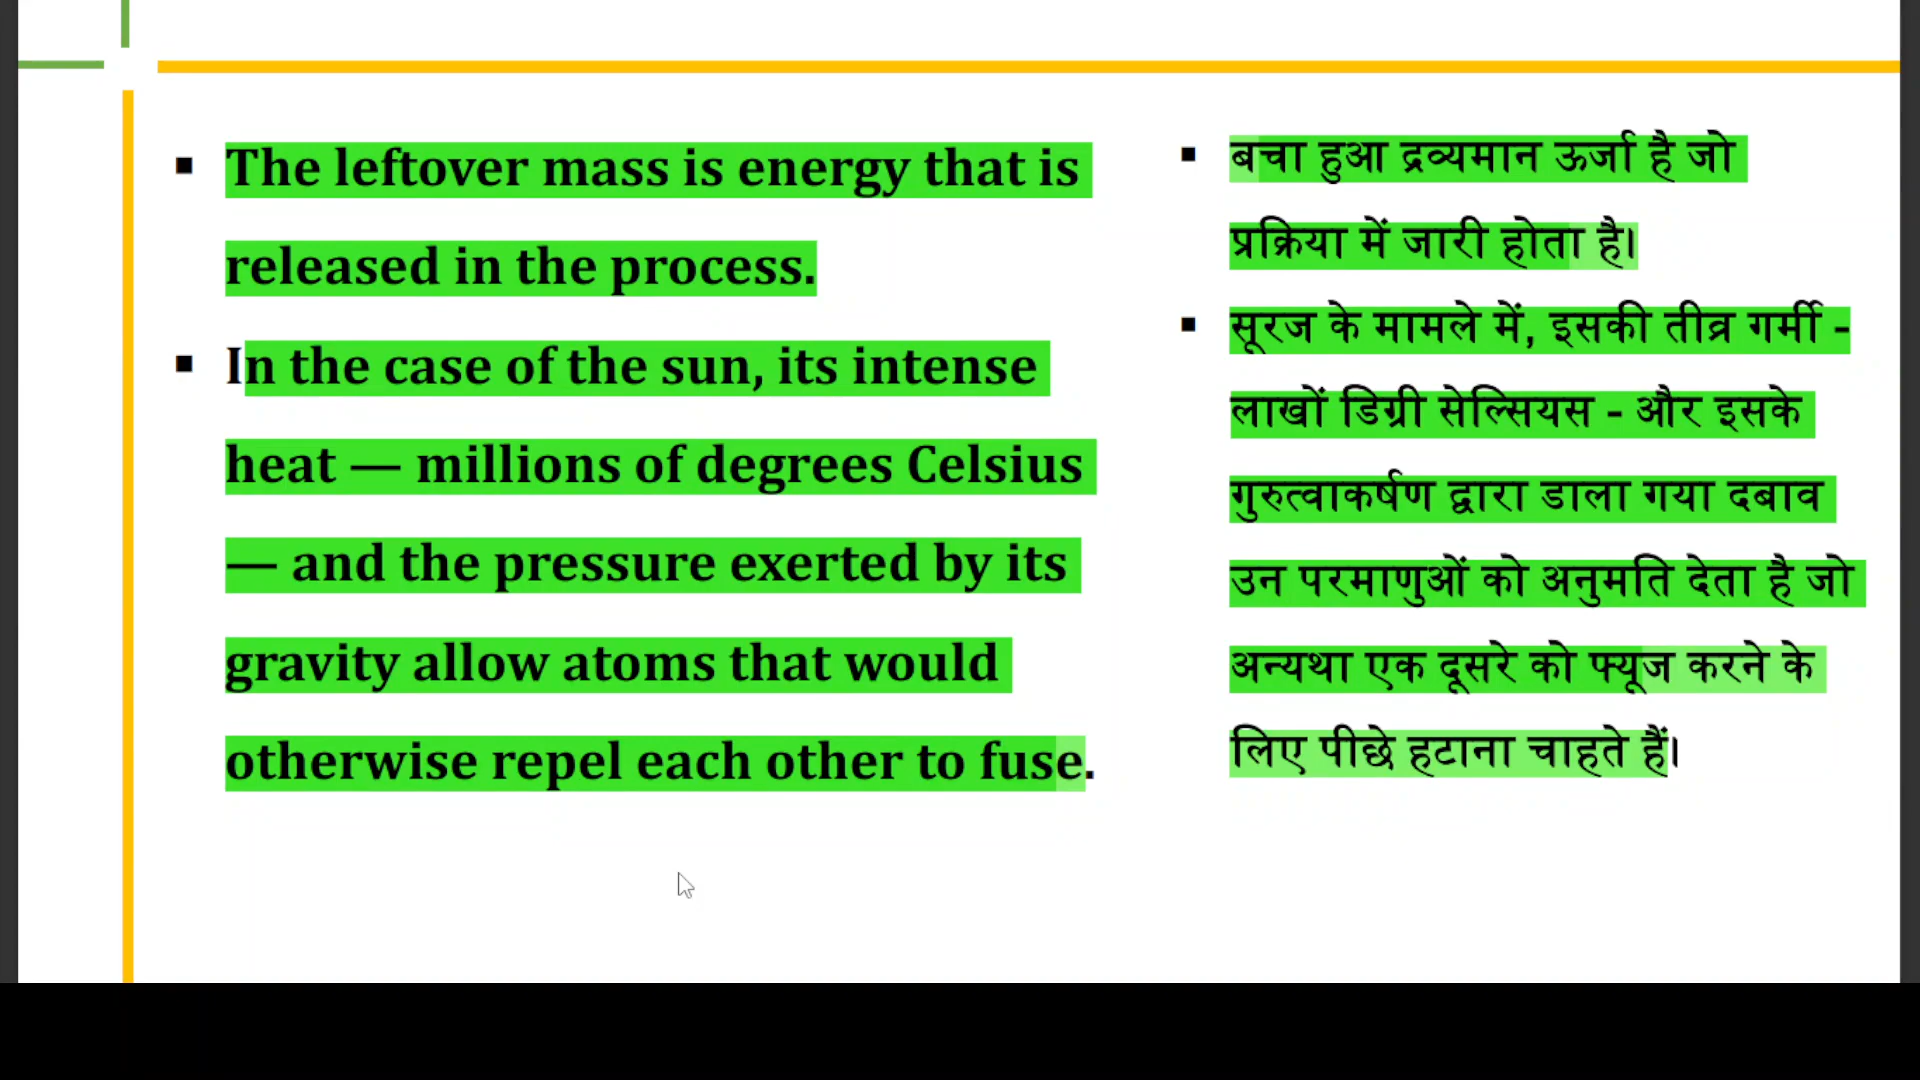 ▪ The leftover mass is energy that is
released in the process.
▪ In the case of the sun, its intense
heat — millions of degrees Celsius
— and the pressure exerted by its
gravity allow atoms that would
otherwise repel each other to fuse.
▪ बचा हुआ द्रव्यमान ऊर्जा है जो
प्रक्रिया में जारी होता है।
▪ सूरज के मामले में, इसकी तीव्र गर्मी -
लाखों डिग्री सेल्सियस - और इसके
गुरुत्वाकर्षण द्वारा डाला गया दबाव
उन परमाणुओं को अनुमति देता है जो
अन्यथा एक दूसरे को फ्यूज करने के
लिए पीछे हटाना चाहते हैं।